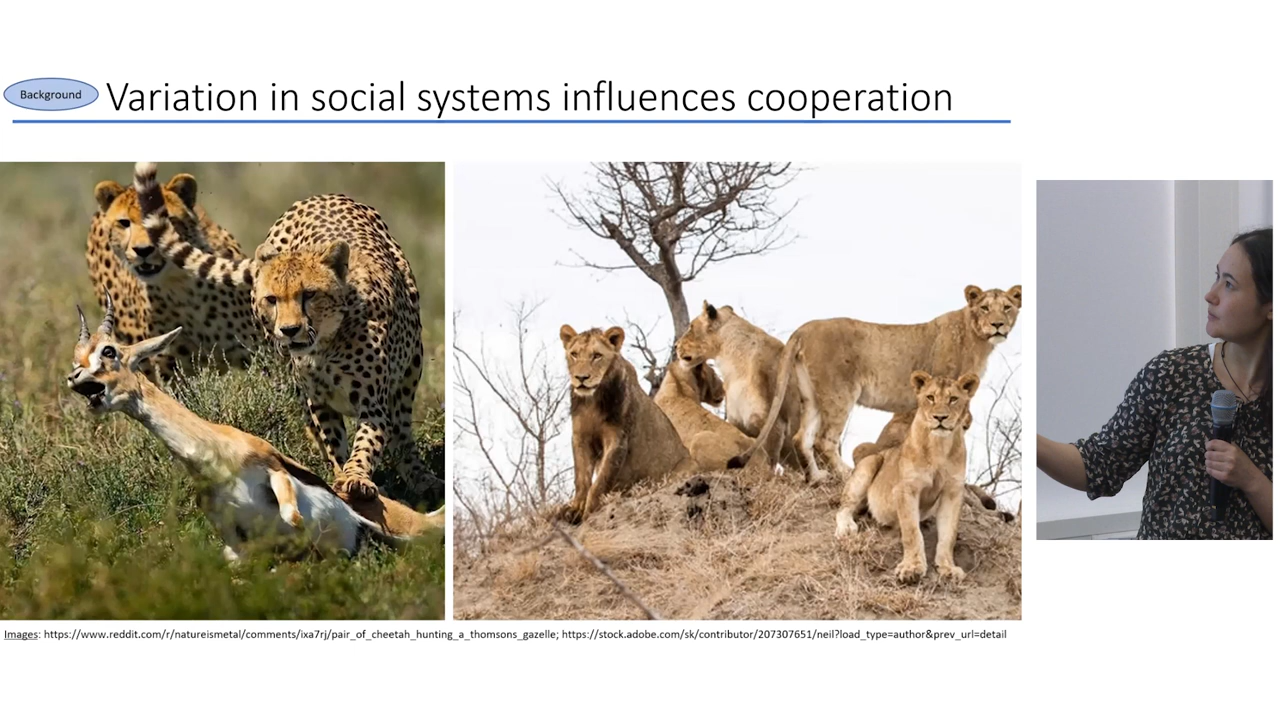 Background
Variation in social systems influences cooperation
Images: https://www.reddit.com/r/natureismetal/comments/ixa7rj/pair_of_cheetah_hunting_a_thomsons_gazelle; https://stock.adobe.com/sk/contributor/207307651/neil?load_type=author&prev_url=detail